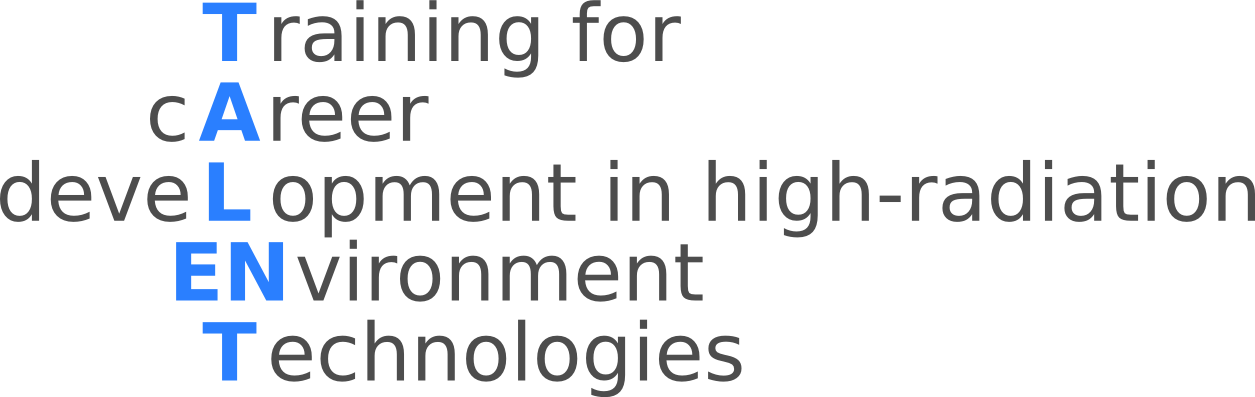 Training for
cAreer
deveLopment in high-radiation
ENvironment
Technologies